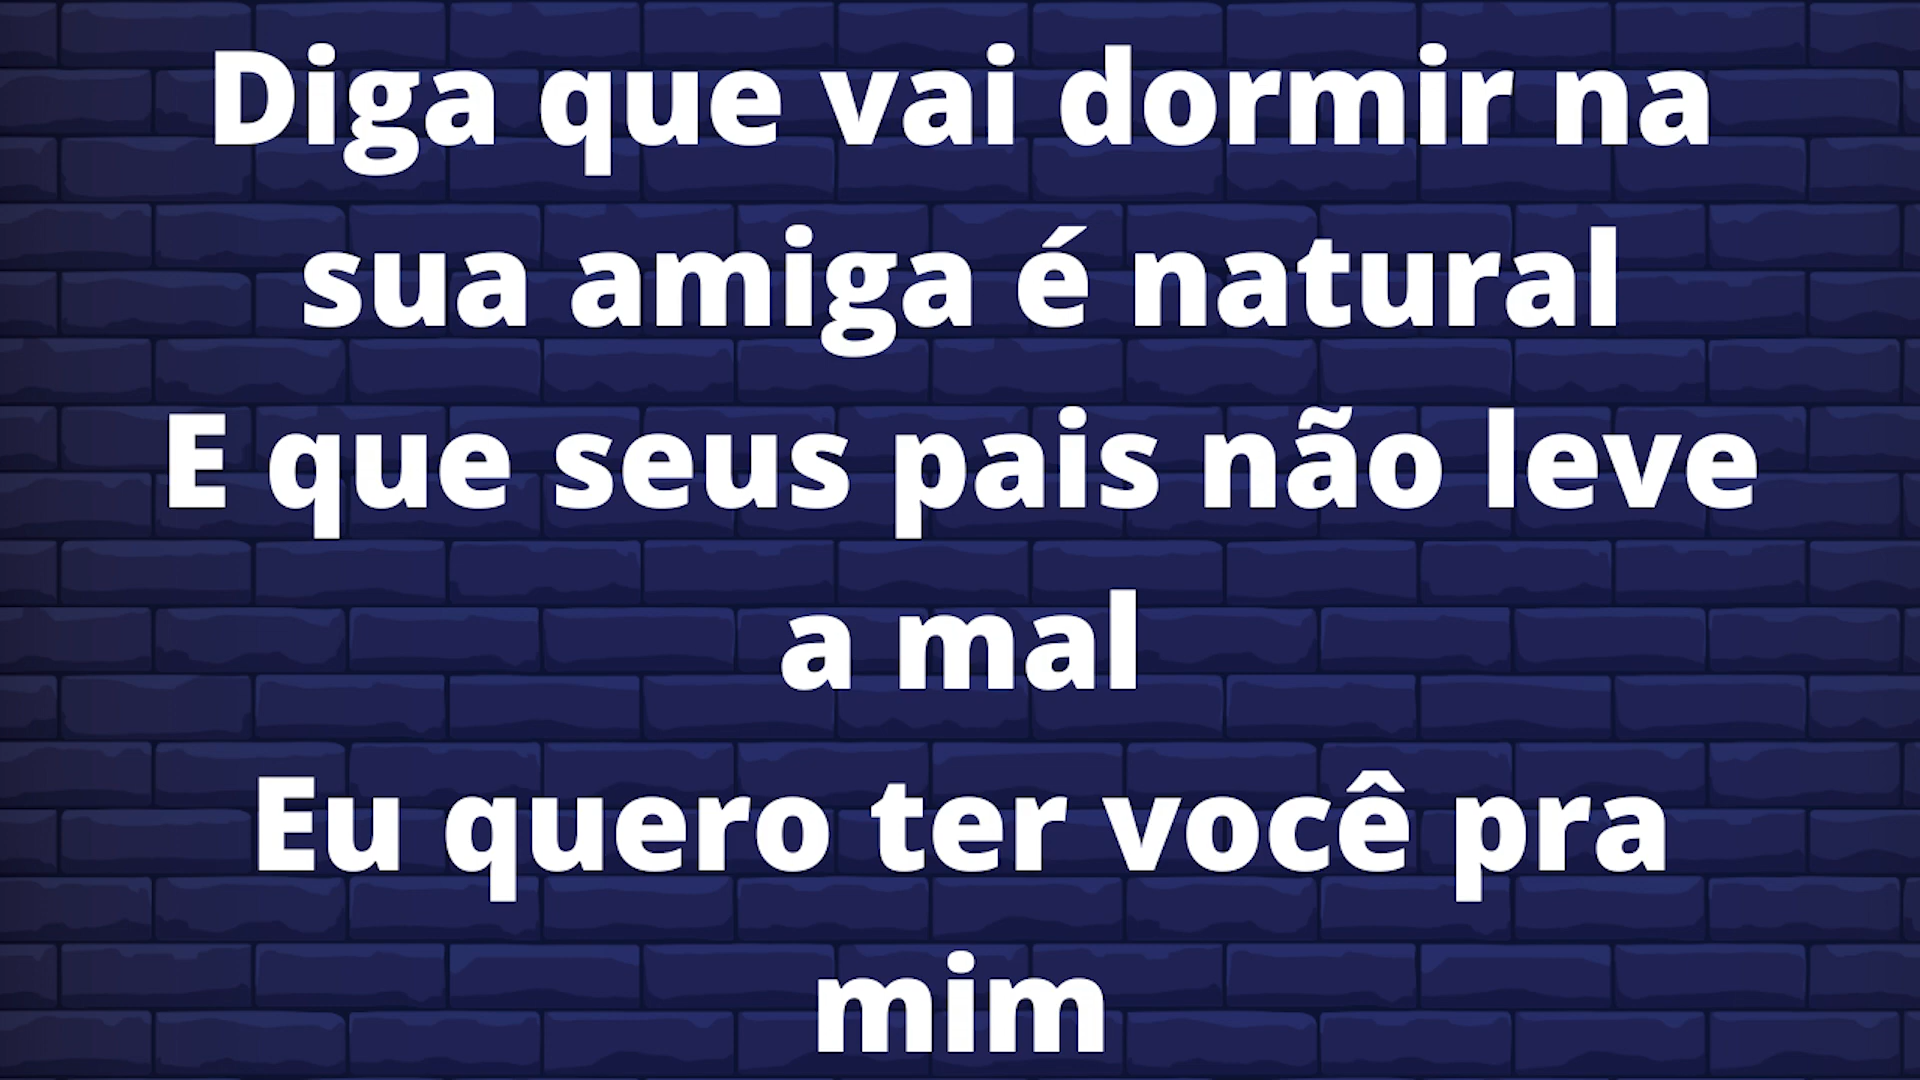 Diga que vai dormir na
sua amiga é natural
E que seus pais não leve
a mal
Eu quero ter você pra
mim